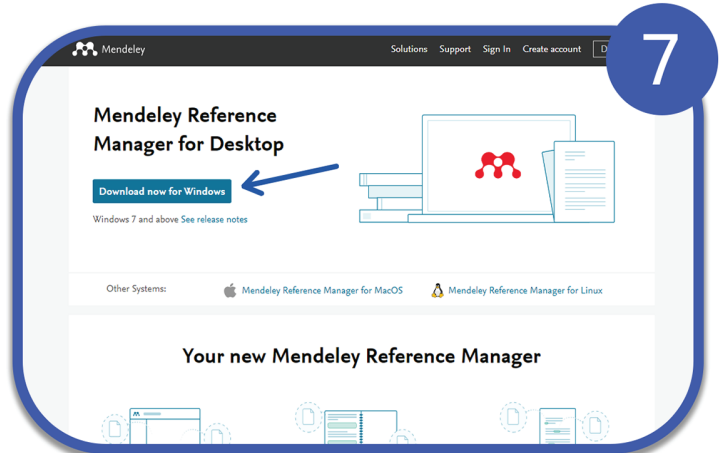 7
Mendeley
Solutions Support Sign In Create account
Mendeley Reference
Manager for Desktop
Download now for Windows
Windows 7 and above See release notes
Other Systems: Mendeley Reference Manager for MacOS Mendeley Reference Manager for Linux
Your new Mendeley Reference Manager